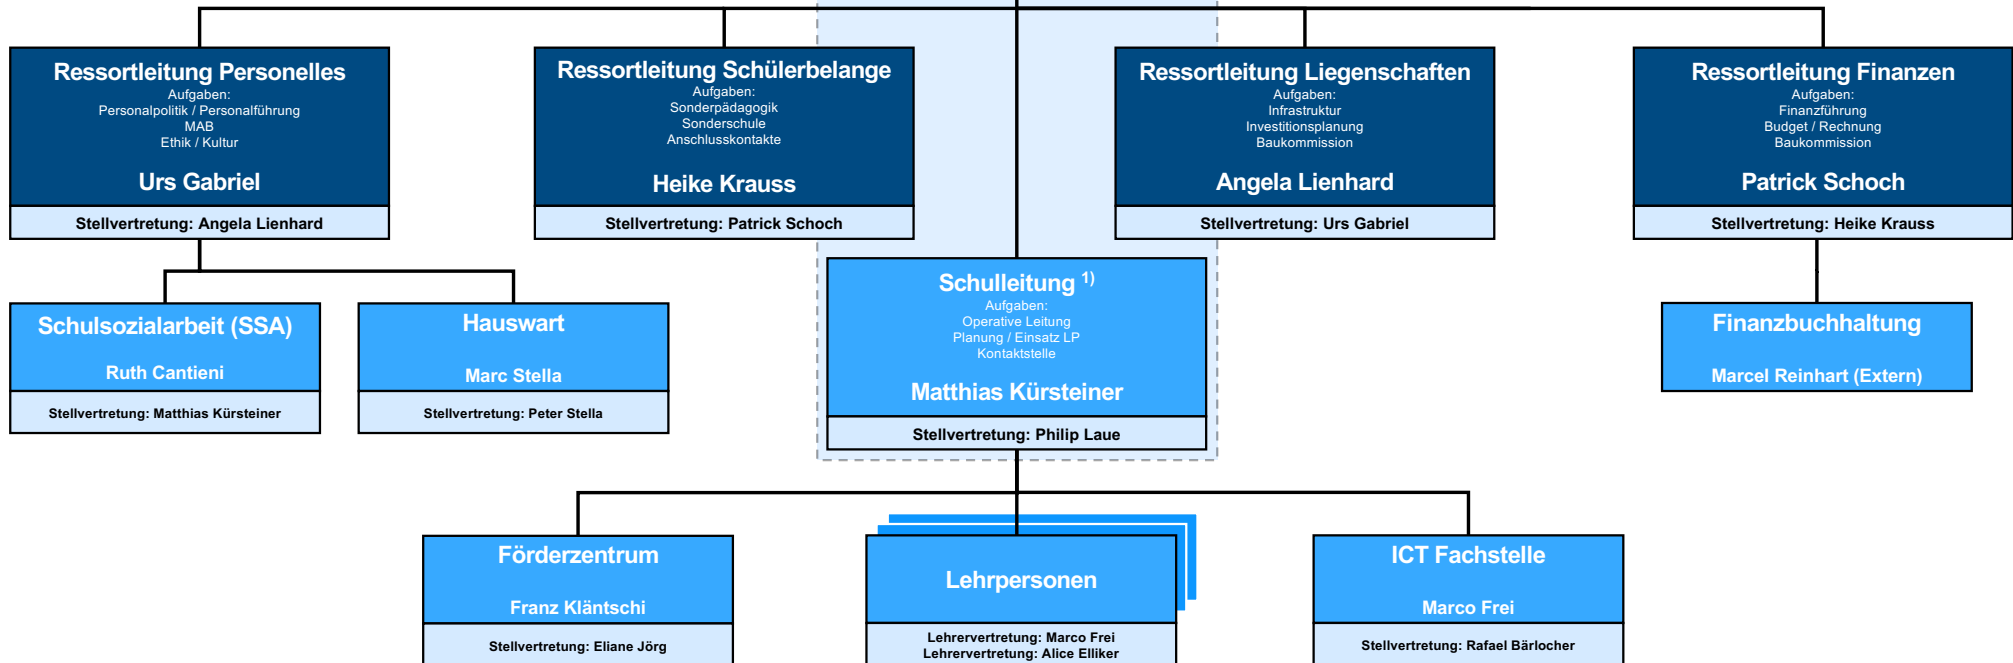 Ressortleitung Personelles
Aufgaben:
Personalpolitik / Personalführung
MAB
Ethik / Kultur
Urs Gabriel
Stellvertretung: Angela Lienhard
Ressortleitung Schülerbelange
Aufgaben:
Sonderpädagogik
Sonderschule
Anschlusskontakte
Heike Krauss
Stellvertretung: Patrick Schoch
Ressortleitung Liegenschaften
Aufgaben:
Infrastruktur
Investitionsplanung
Baukommission
Angela Lienhard
Stellvertretung: Urs Gabriel
Ressortleitung Finanzen
Aufgaben:
Finanzführung
Budget / Rechnung
Baukommission
Patrick Schoch
Stellvertretung: Heike Krauss
Schulsozialarbeit (SSA)
Ruth Cantieni
Stellvertretung: Matthias Kürsteiner
Hauswart
Marc Stella
Stellvertretung: Peter Stella
Schulleitung 1)
Aufgaben:
Operative Leitung
Planung / Einsatz LP
Kontaktstelle
Matthias Kürsteiner
Stellvertretung: Philip Laue
Finanzbuchhaltung
Marcel Reinhart (Extern)
Förderzentrum
Franz Kläntschi
Stellvertretung: Eliane Jörg
Lehrpersonen
Lehrervertretung: Marco Frei
Lehrervertretung: Alice Elliker
ICT Fachstelle
Marco Frei
Stellvertretung: Rafael Bärlocher